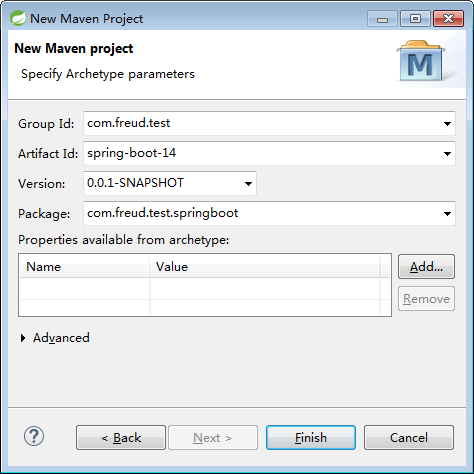 New Maven Project
New Maven project
Specify Archetype parameters
M
Group Id: com.freud.test
Artifact Id: spring-boot-14
Version: 0.0.1-SNAPSHOT
Package: com.freud.test.springboot
Properties available from archetype:
Name Value
Add...
Remove
Advanced
? < Back Next > Finish Cancel